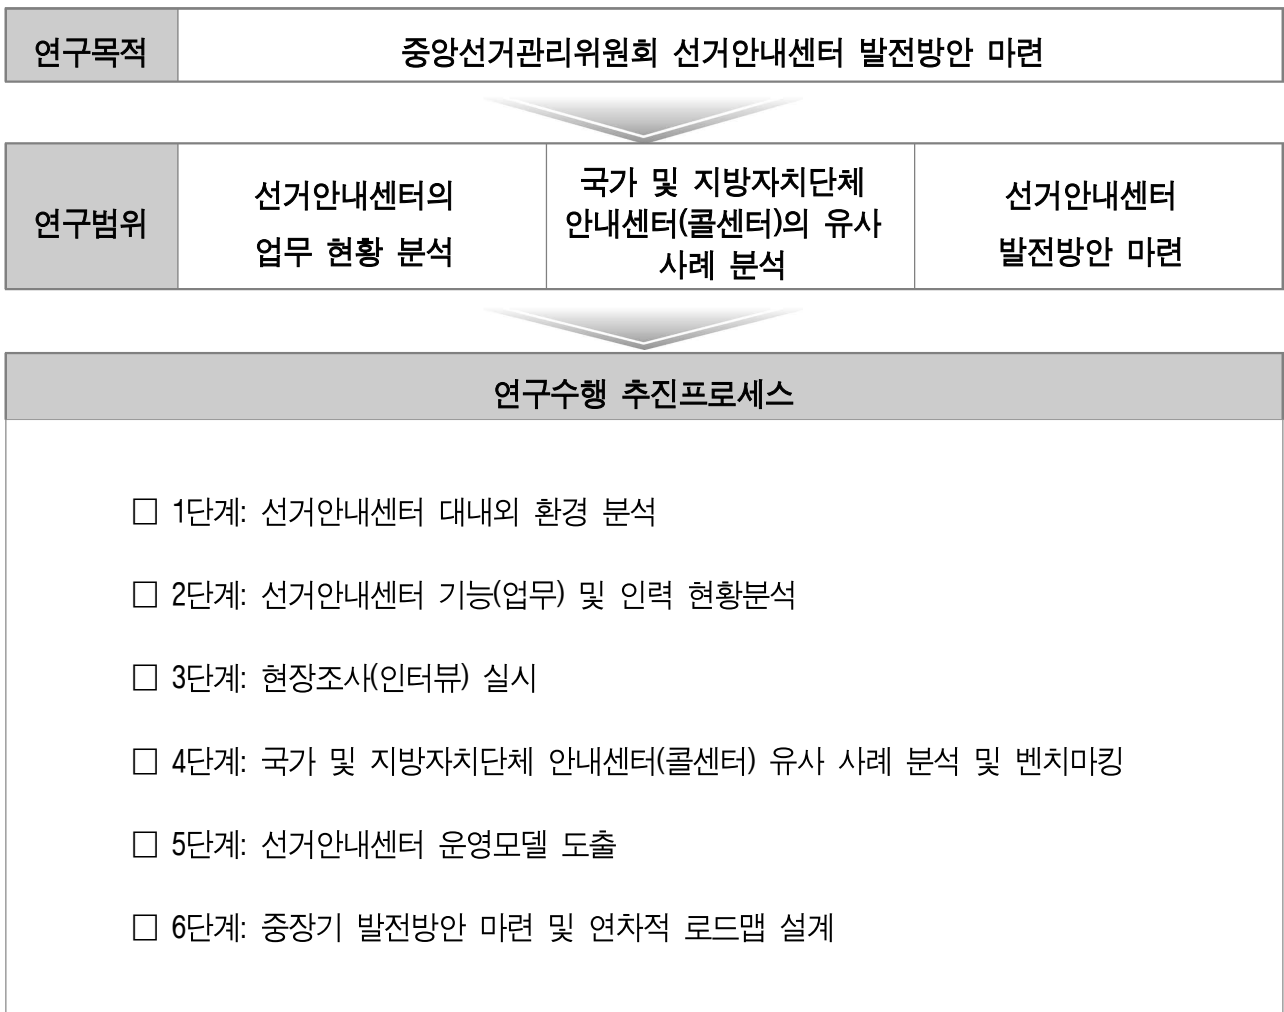 연구목적
중앙선거관리위원회 선거안내센터 발전방안 마련
연구범위
선거안내센터의
업무 현황 분석
국가 및 지방자치단체
안내센터(콜센터)의 유사
사례 분석
선거안내센터
발전방안 마련
연구수행 추진프로세스
□ 1단계: 선거안내센터 대내외 환경 분석
□ 2단계: 선거안내센터 기능(업무) 및 인력 현황분석
□ 3단계: 현장조사(인터뷰) 실시
□ 4단계: 국가 및 지방자치단체 안내센터(콜센터) 유사 사례 분석 및 벤치마킹
□ 5단계: 선거안내센터 운영모델 도출
□ 6단계: 중장기 발전방안 마련 및 연차적 로드맵 설계